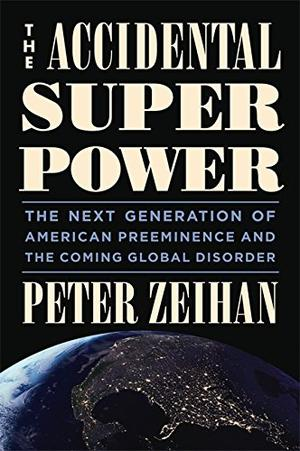 THE ACCIDENTAL
SUPER
POWER
THE NEXT GENERATION OF
AMERICAN PREEMINENCE AND
THE COMING GLOBAL DISORDER
PETER ZEIHAN